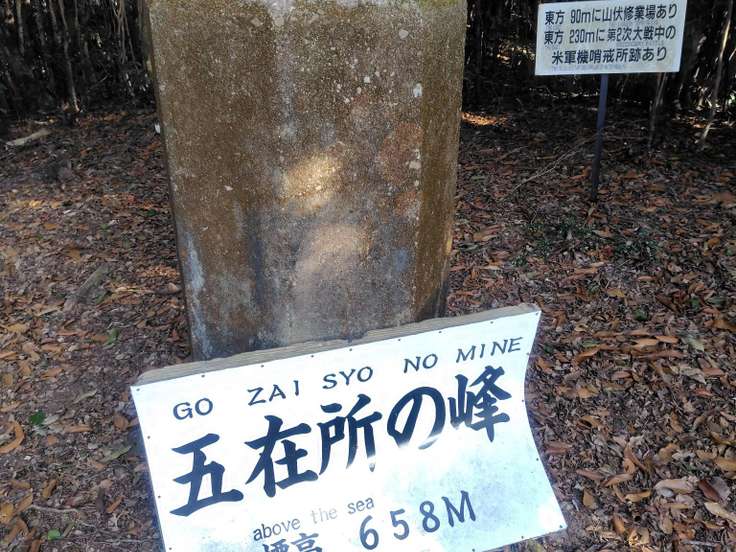 東方 90mに山伏修業場あり
東方 230mに第2次大戦中の
米軍機哨戒所跡あり
GO ZAI SYO NO MINE
五在所の峰
above the sea
標高 658M